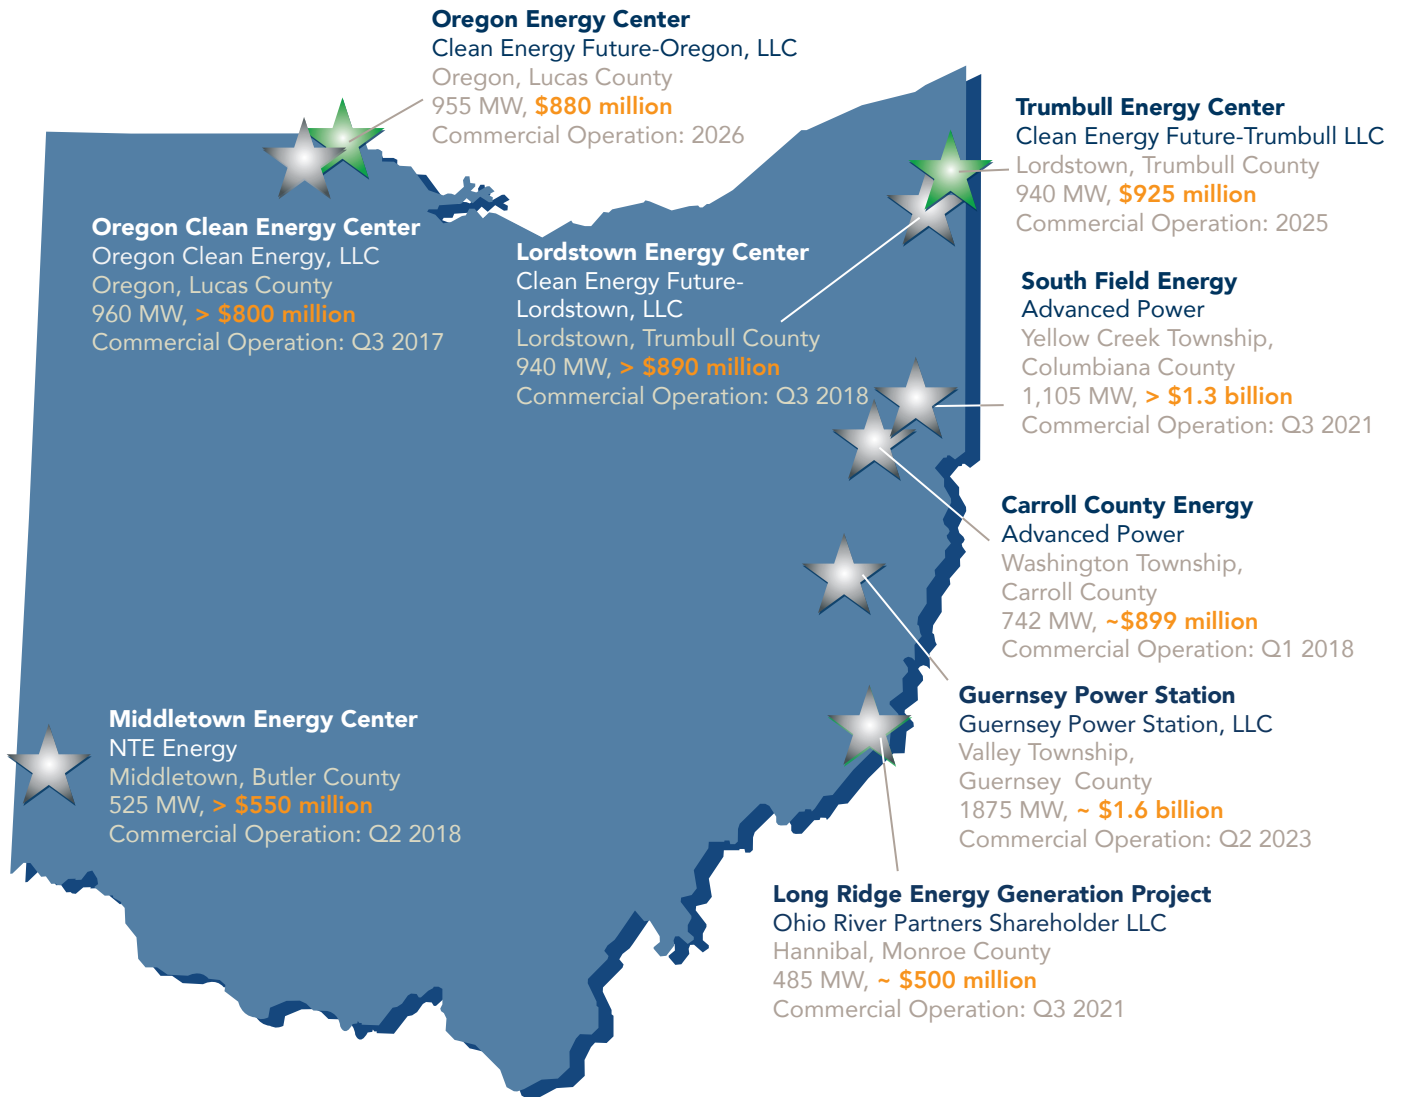 Oregon Energy Center
Clean Energy Future-Oregon, LLC
Oregon, Lucas County
955 MW, $880 million
Commercial Operation: 2026
Trumbull Energy Center
Clean Energy Future-Trumbull LLC
Lordstown, Trumbull County
940 MW, $925 million
Commercial Operation: 2025
Oregon Clean Energy Center
Oregon Clean Energy, LLC
Oregon, Lucas County
960 MW, > $800 million
Commercial Operation: Q3 2017
Lordstown Energy Center
Clean Energy Future-
Lordstown, LLC
Lordstown, Trumbull County
940 MW, > $890 million
Commercial Operation: Q3 2018
South Field Energy
Advanced Power
Yellow Creek Township,
Columbiana County
1,105 MW, > $1.3 billion
Commercial Operation: Q3 2021
Carroll County Energy
Advanced Power
Washington Township,
Carroll County
742 MW, ~$899 million
Commercial Operation: Q1 2018
Guernsey Power Station
Guernsey Power Station, LLC
Valley Township,
Guernsey County
1875 MW, ~ $1.6 billion
Commercial Operation: Q2 2023
Middletown Energy Center
NTE Energy
Middletown, Butler County
525 MW, > $550 million
Commercial Operation: Q2 2018
Long Ridge Energy Generation Project
Ohio River Partners Shareholder LLC
Hannibal, Monroe County
485 MW, ~ $500 million
Commercial Operation: Q3 2021